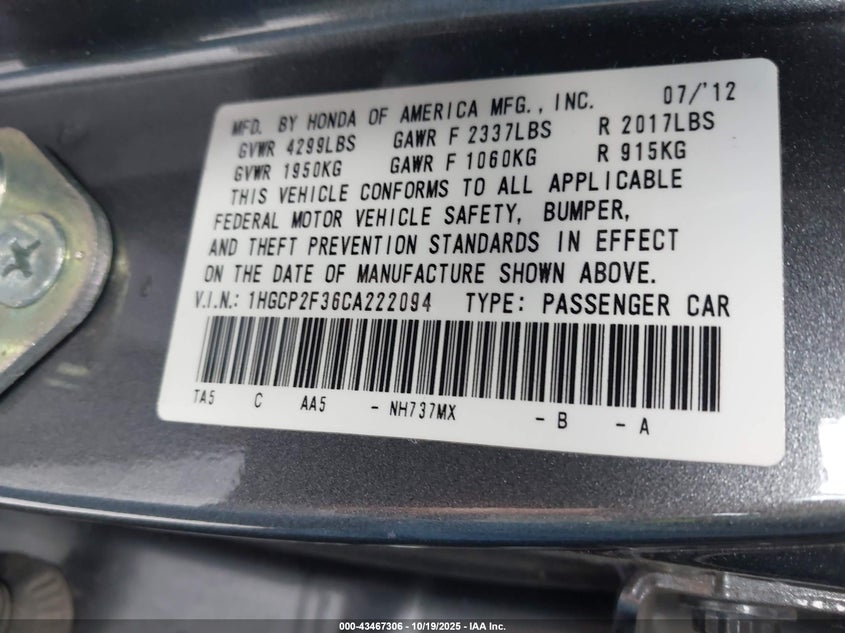 MFD. BY HONDA OF AMERICA MFG., INC. 07/'12
GVWR 4299LBS GAWR F 2337LBS R 2017LBS
GVWR 1950KG GAWR F 1060KG R 915KG
THIS VEHICLE CONFORMS TO ALL APPLICABLE
FEDERAL MOTOR VEHICLE SAFETY, BUMPER,
AND THEFT PREVENTION STANDARDS IN EFFECT
ON THE DATE OF MANUFACTURE SHOWN ABOVE.
V.I.N.: 1HGCP2F36CA222094 TYPE: PASSENGER CAR
TA5 C AA5 - NH737MX - B - A
000-43467306 - 10/19/2025 - IAA Inc.